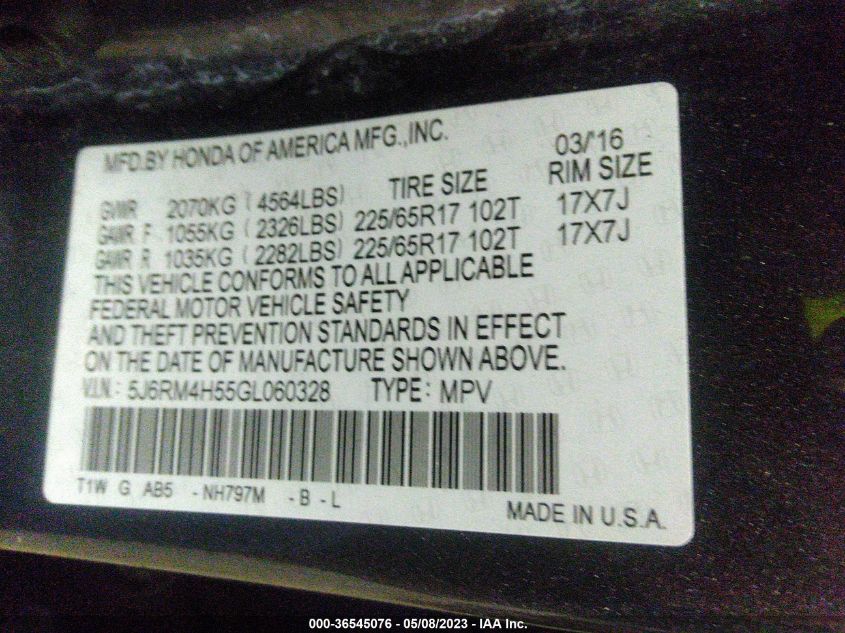 MFD.BY HONDA OF AMERICA MFG.,INC. 03/'16
GVWR 2070KG ( 4564LBS) TIRE SIZE RIM SIZE
GAWR F 1055KG ( 2326LBS) 225/65R17 102T 17X7J
GAWR R 1035KG ( 2282LBS) 225/65R17 102T 17X7J
THIS VEHICLE CONFORMS TO ALL APPLICABLE
FEDERAL MOTOR VEHICLE SAFETY
AND THEFT PREVENTION STANDARDS IN EFFECT
ON THE DATE OF MANUFACTURE SHOWN ABOVE.
V.I.N.: 5J6RM4H55GL060328 TYPE: MPV
T1W G AB5 -NH797M -B -L
MADE IN U.S.A.
000-36545076 - 05/08/2023 - IAA Inc.